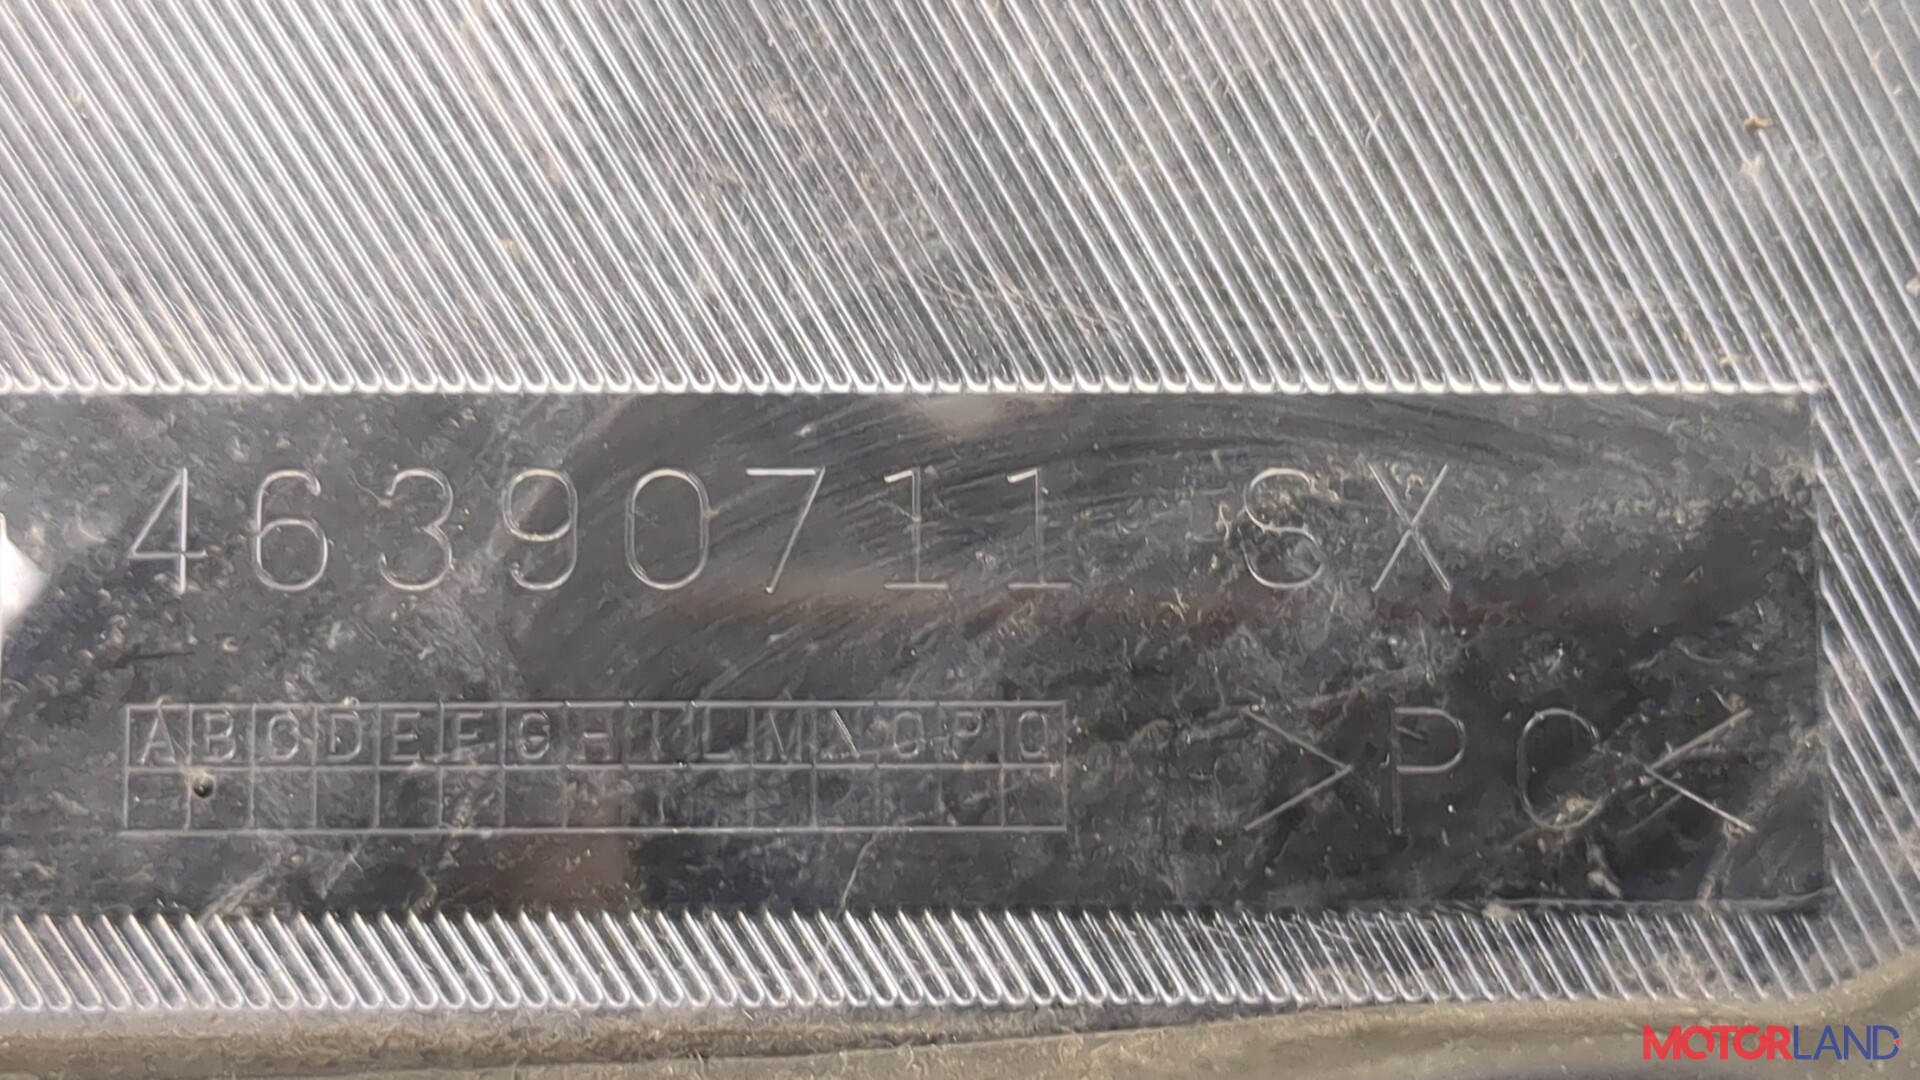 46390711 SX
ABCDEFGHILMNOPQ
>PC<
MOTORLAND